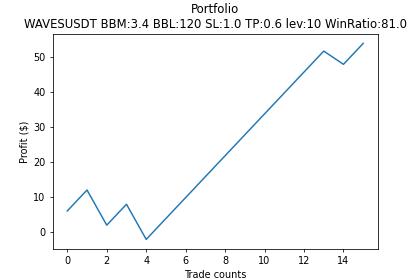 Portfolio
WAVESUSDT BBM:3.4 BBL:120 SL:1.0 TP:0.6 lev:10 WinRatio:81.0
Profit ($)
50
40
30
20
10
0
0 2 4 6 8 10 12 14
Trade counts